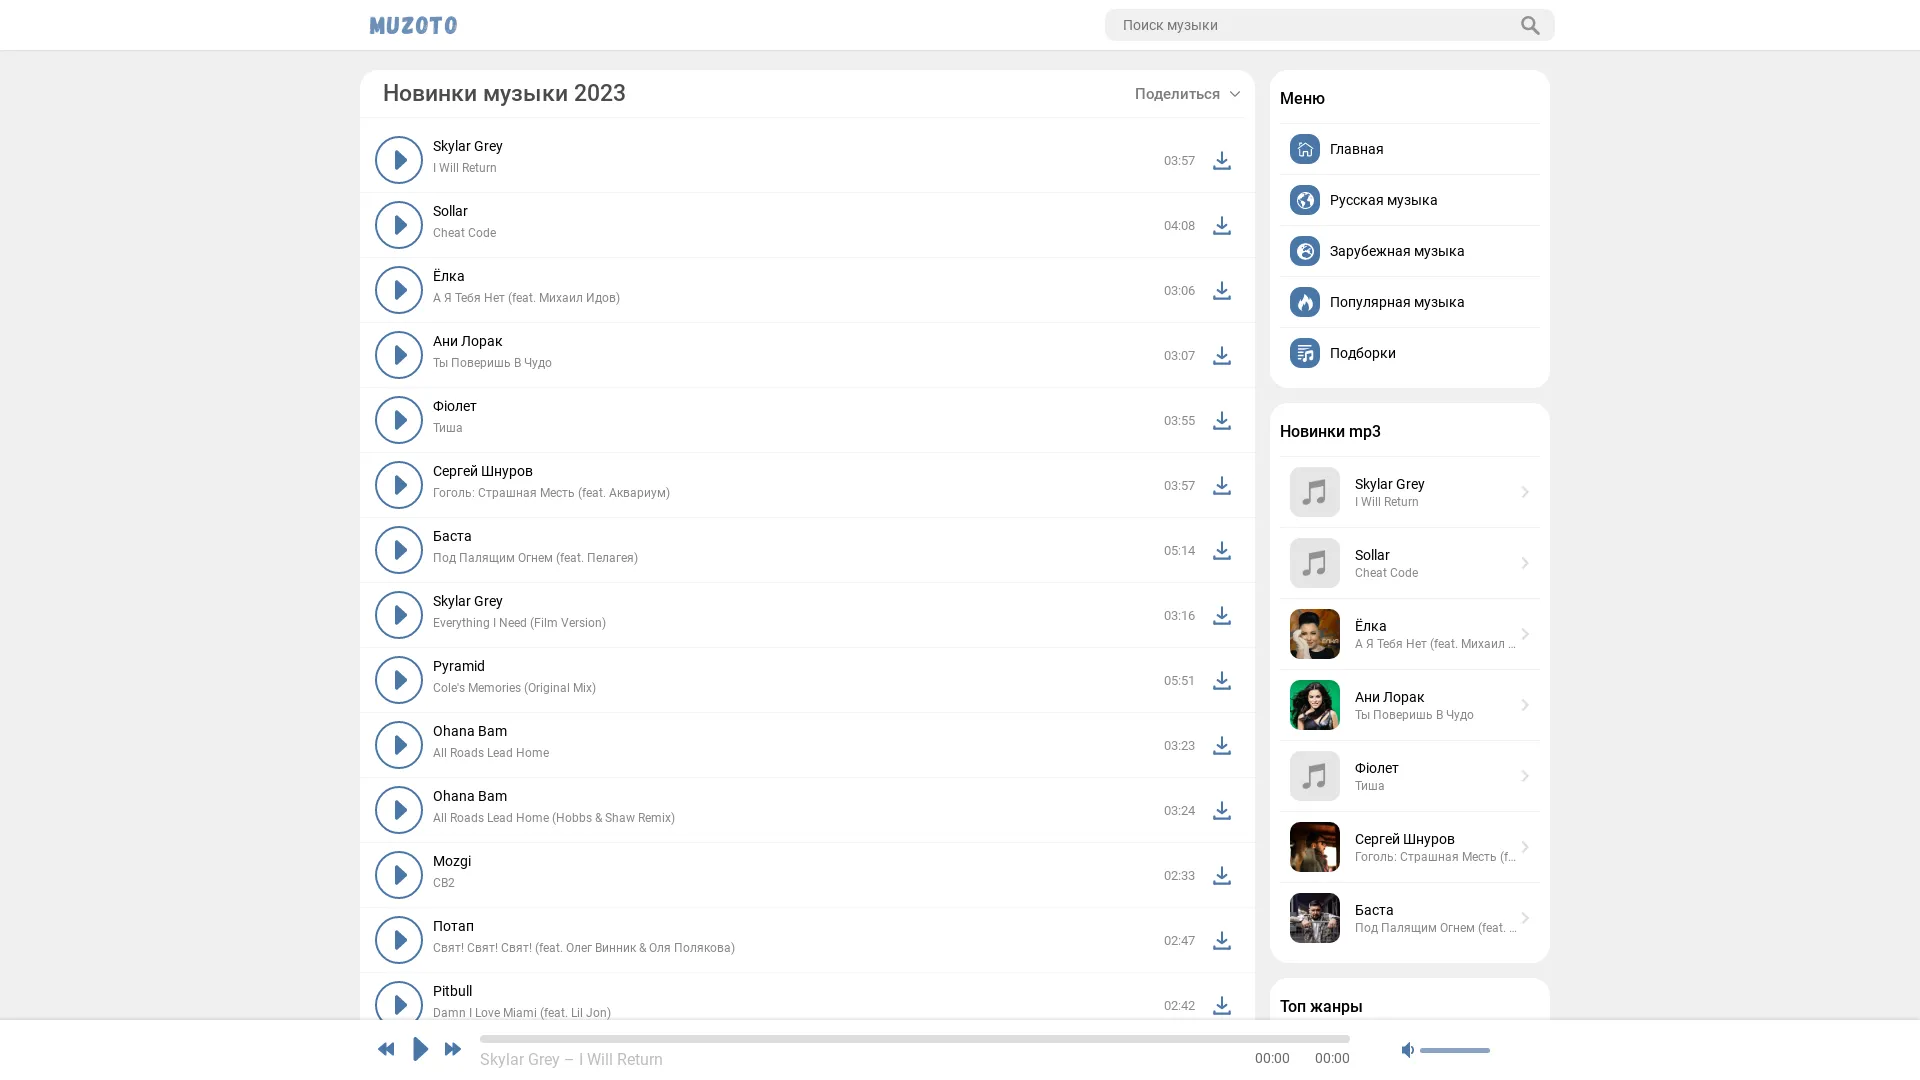 MUZOTO
Поиск музыки
Новинки музыки 2023
Поделиться
Skylar Grey
I Will Return
03:57
Sollar
Cheat Code
04:08
Ёлка
А Я Тебя Нет (feat. Михаил Идов)
03:06
Ани Лорак
Ты Поверишь В Чудо
03:07
Фіолет
Тиша
03:55
Сергей Шнуров
Гоголь: Страшная Месть (feat. Аквариум)
03:57
Баста
Под Палящим Огнем (feat. Пелагея)
05:14
Skylar Grey
Everything I Need (Film Version)
03:16
Pyramid
Cole's Memories (Original Mix)
05:51
Ohana Bam
All Roads Lead Home
03:23
Ohana Bam
All Roads Lead Home (Hobbs & Shaw Remix)
03:24
Mozgi
СВ2
02:33
Потап
Свят! Свят! Свят! (feat. Олег Винник & Оля Полякова)
02:47
Pitbull
Damn I Love Miami (feat. Lil Jon)
02:42
Меню
Главная
Русская музыка
Зарубежная музыка
Популярная музыка
Подборки
Новинки mp3
Skylar Grey
I Will Return
Sollar
Cheat Code
Ёлка
А Я Тебя Нет (feat. Михаил ...
Ани Лорак
Ты Поверишь В Чудо
Фіолет
Тиша
Сергей Шнуров
Гоголь: Страшная Месть (f...
Баста
Под Палящим Огнем (feat. ...
Топ жанры
Skylar Grey – I Will Return
00:00
00:00